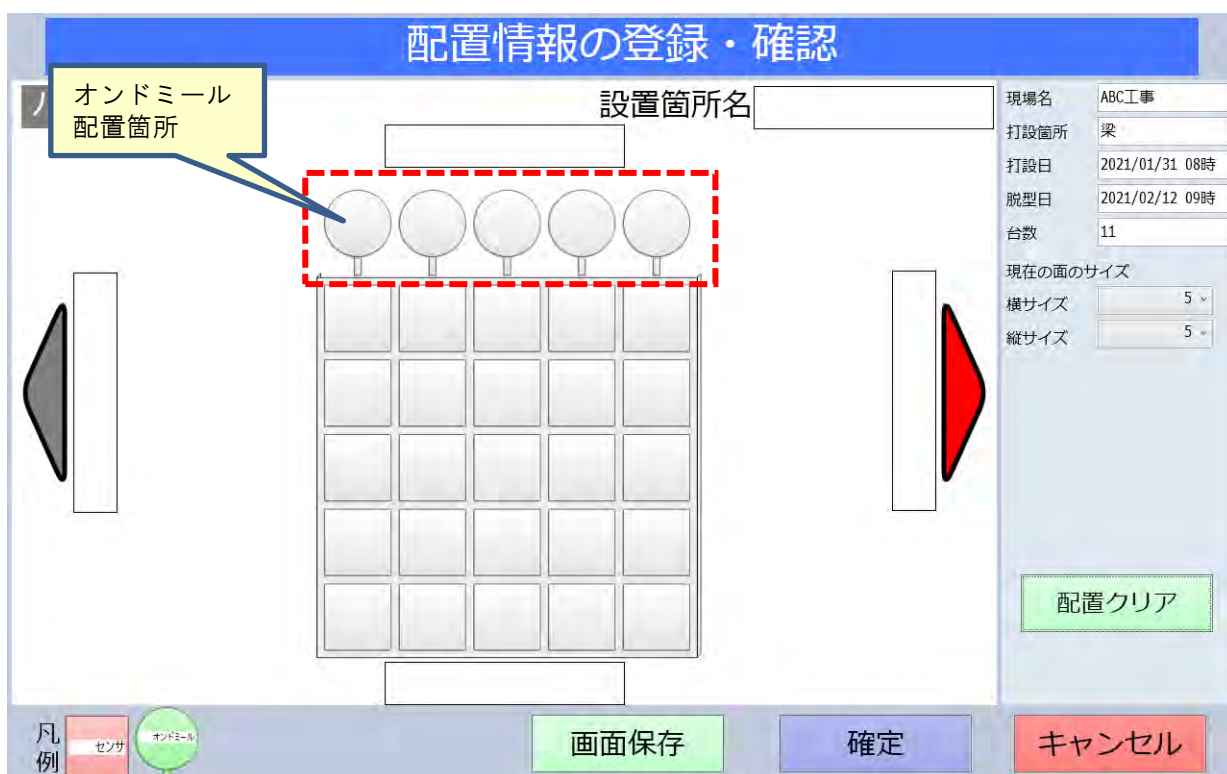 配置情報の登録・確認
オンドミール
配置箇所
設置箇所名
現場名 ABC工事
打設箇所 梁
打設日 2021/01/31 08時
脱型日 2021/02/12 09時
台数 11
現在の面のサイズ
横サイズ 5
縦サイズ 5
配置クリア
凡例
センサ
オンドミール
画面保存
確定
キャンセル